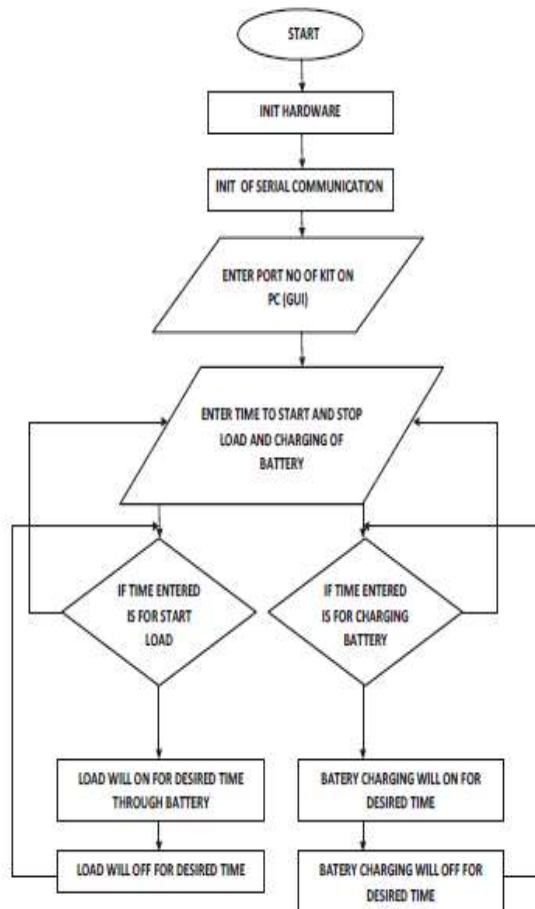 START
INIT HARDWARE
INIT OF SERIAL COMMUNICATION
ENTER PORT NO OF KIT ON
PC (GUI)
ENTER TIME TO START AND STOP
LOAD AND CHARGING OF
BATTERY
IF TIME ENTERED
IS FOR START
LOAD
IF TIME ENTERED
IS FOR CHARGING
BATTERY
LOAD WILL ON FOR DESIRED TIME
THROUGH BATTERY
BATERY CHARGING WILL ON FOR
DESIRED TIME
LOAD WILL OFF FOR DESIRED TIME
BATERY CHARGING WILL OFF FOR
DESIRED TIME